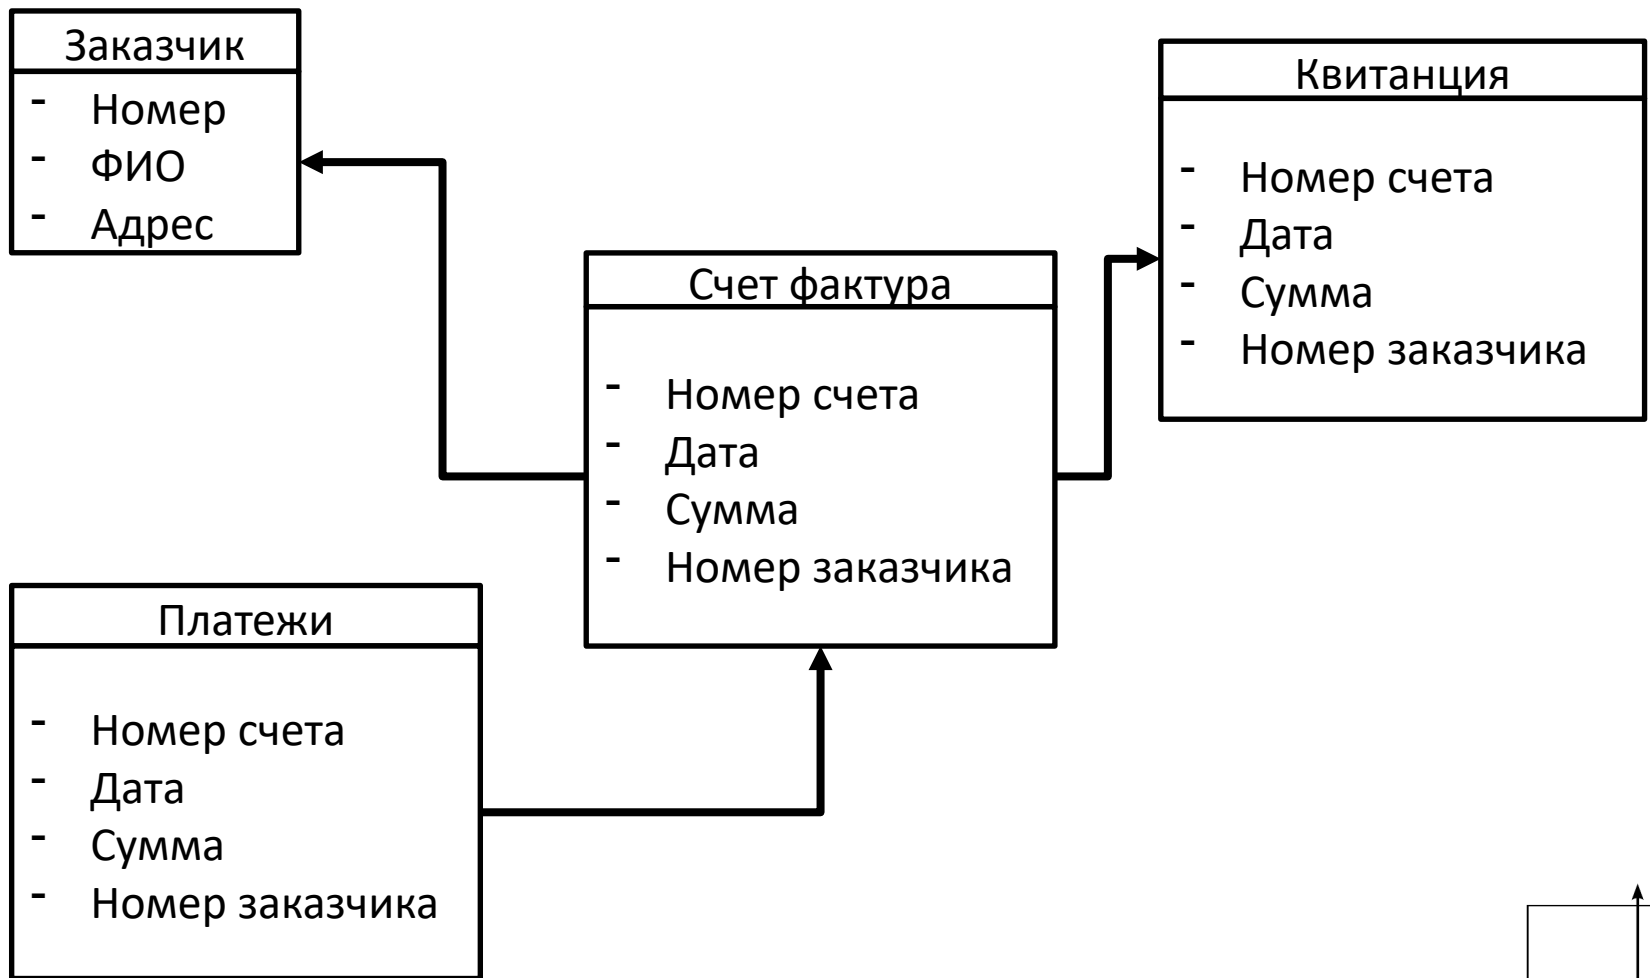 Заказчик
- Номер
- ФИО
- Адрес
Квитанция
- Номер счета
- Дата
- Сумма
- Номер заказчика
Счет фактура
- Номер счета
- Дата
- Сумма
- Номер заказчика
Платежи
- Номер счета
- Дата
- Сумма
- Номер заказчика